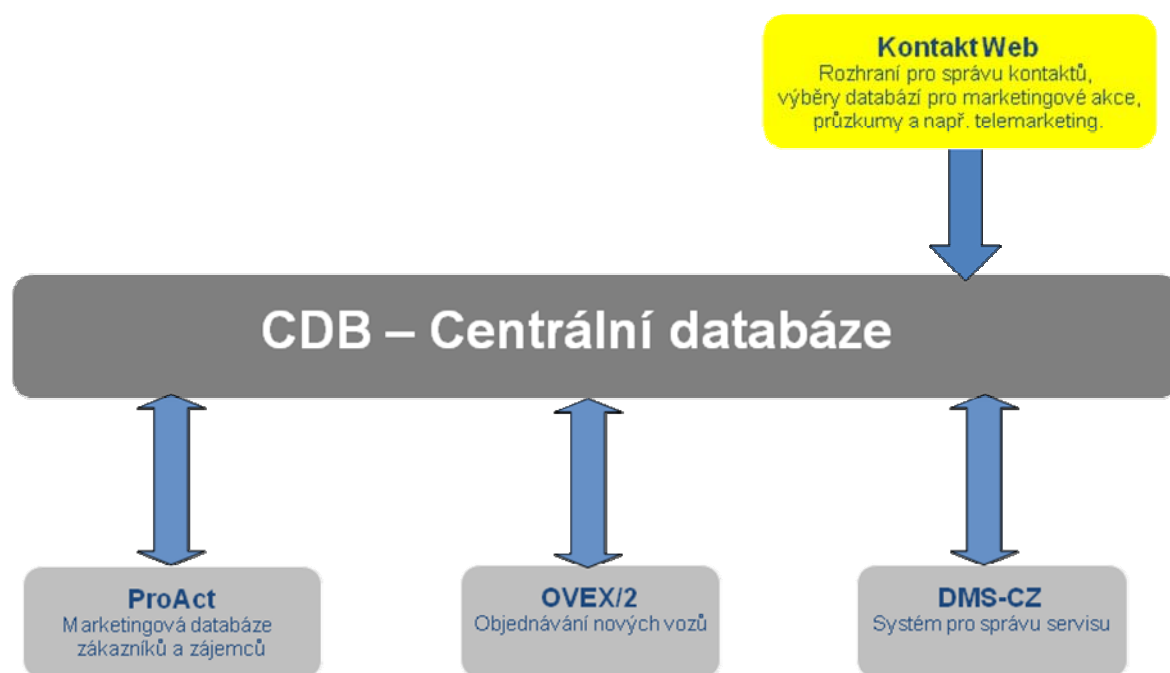 KontaktWeb
Rozhraní pro správu kontaktů,
výběry databází pro marketingové akce,
průzkumy a např. telemarketing.
CDB – Centrální databáze
ProAct
Marketingová databáze
zákazníků a zájemců
OVEX/2
Objednávání nových vozů
DMS-CZ
Systém pro správu servisu